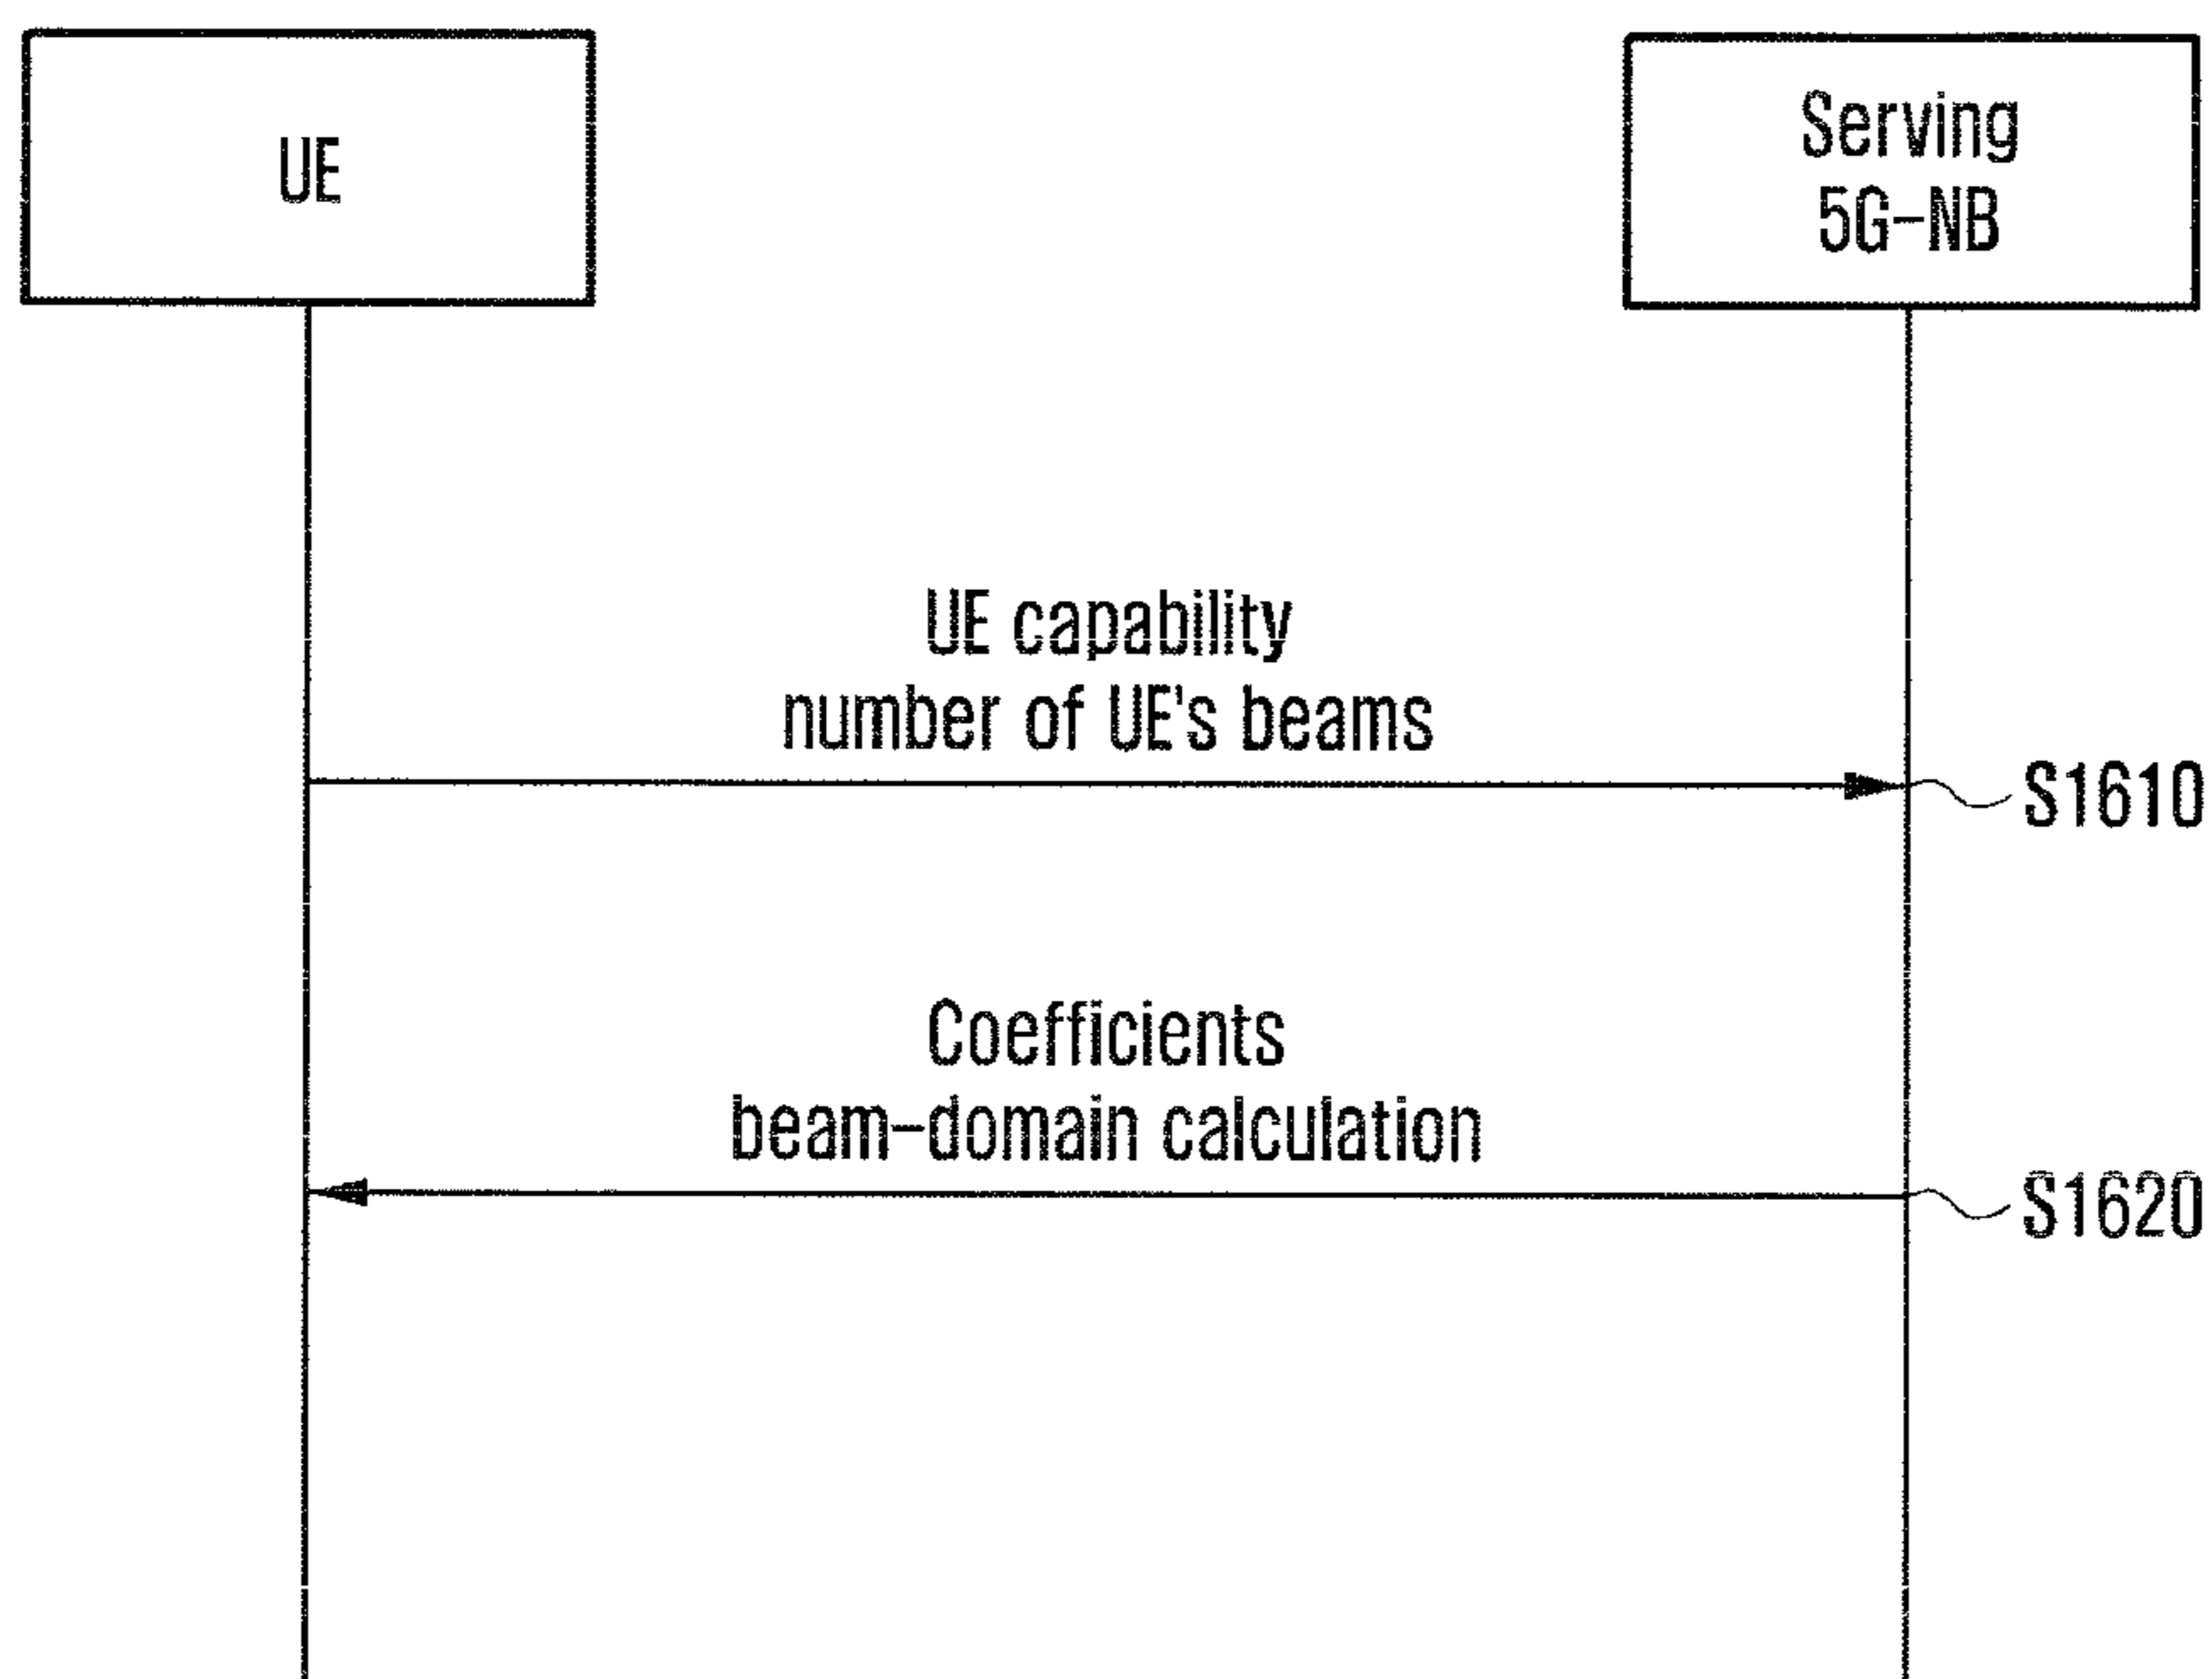 UE
Serving
5G-NB
UE capability
number of UE's beams
S1610
Coefficients
beam-domain calculation
S1620